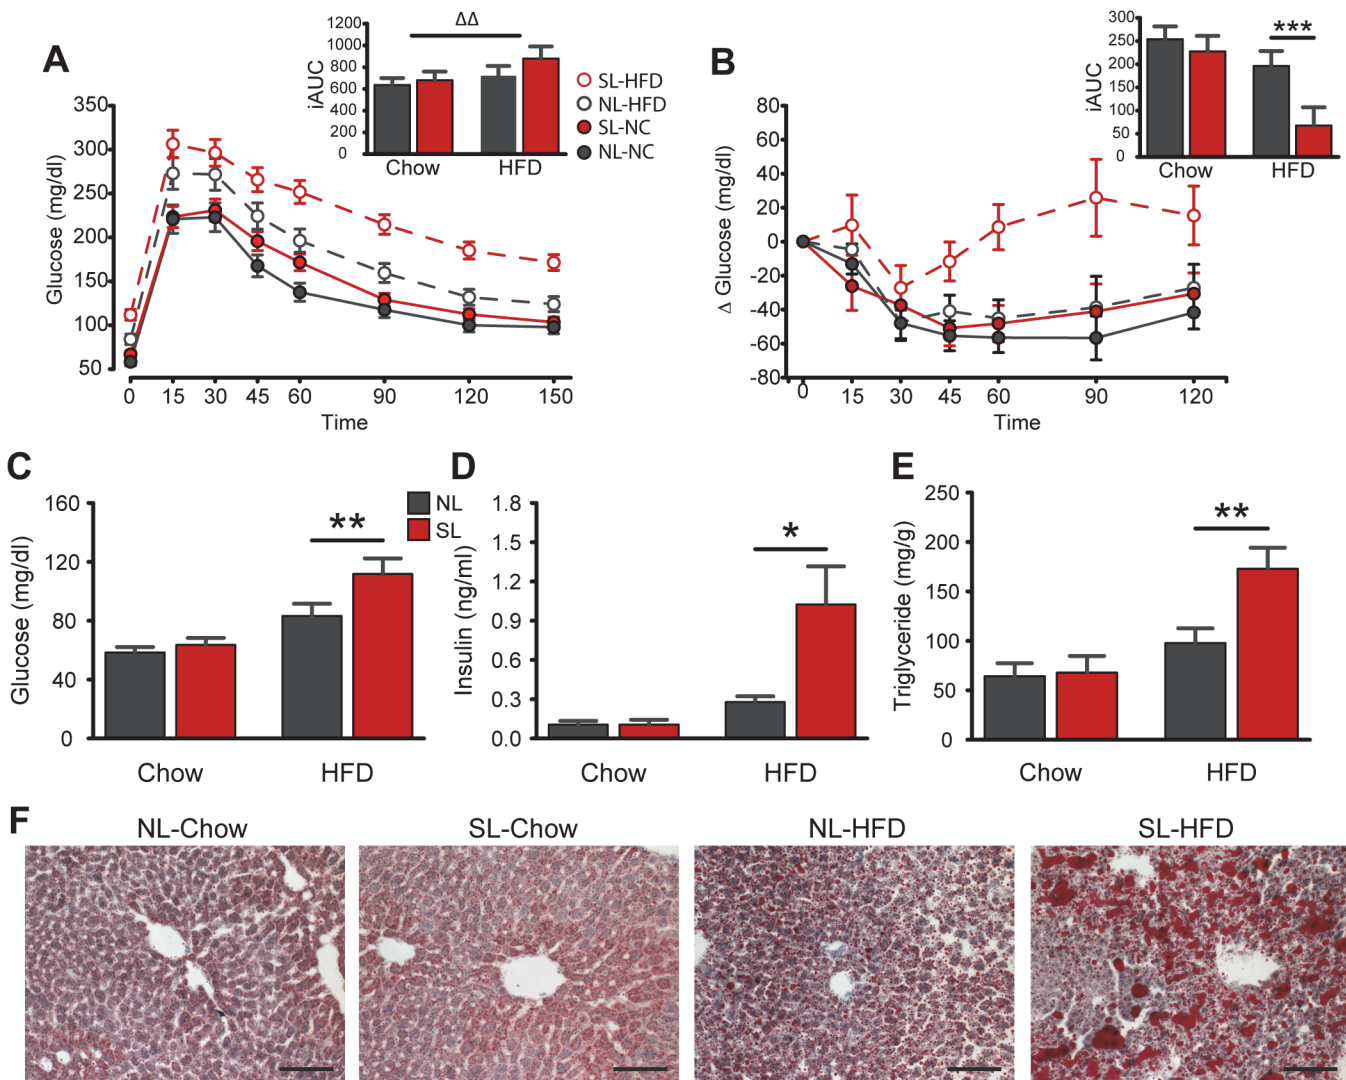 A
1200
1000
800
600
400
200
0
iAUC
ΔΔ
Chow
HFD
SL-HFD
NL-HFD
SL-NC
NL-NC
350
300
250
200
150
100
50
Glucose (mg/dl)
0 15 30 45 60 90 120 150
Time
B
300
250
200
150
100
50
0
iAUC
***
Chow
HFD
80
60
40
20
0
-20
-40
-60
-80
Δ Glucose (mg/dl)
0 15 30 45 60 90 120
Time
C
160
120
80
40
0
Glucose (mg/dl)
**
NL
SL
Chow
HFD
D
1.8
1.5
1.2
0.9
0.6
0.3
0.0
Insulin (ng/ml)
*
Chow
HFD
E
250
200
150
100
50
0
Triglyceride (mg/g)
**
Chow
HFD
F
NL-Chow
SL-Chow
NL-HFD
SL-HFD